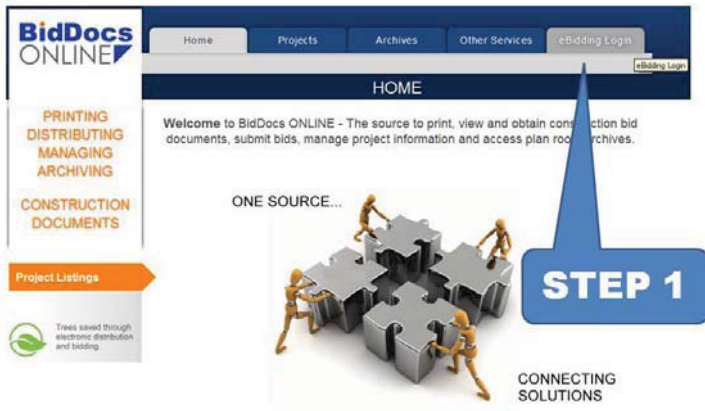 BidDocs
ONLINE
Home
Projects
Archives
Other Services
eBidding Login
eBidding Login
HOME
PRINTING
DISTRIBUTING
MANAGING
ARCHIVING
CONSTRUCTION
DOCUMENTS
Project Listings
Trees saved through
electronic distribution
and bidding.
Welcome to BidDocs ONLINE - The source to print, view and obtain construction bid
documents, submit bids, manage project information and access plan room archives.
ONE SOURCE...
STEP 1
CONNECTING
SOLUTIONS